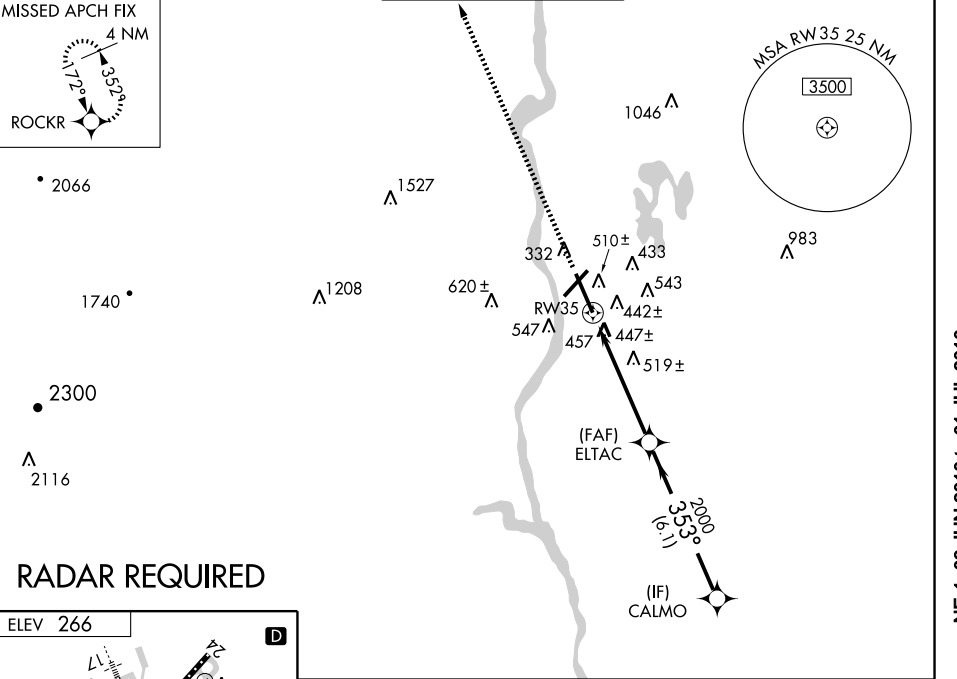 MISSED APCH FIX
4 NM
172°
352°
ROCKR
MSA RW35 25 NM
3500
1046
2066
1527
983
510±
332
433
1740
1208
620±
543
RW35
442±
547
457
447±
519±
2300
(FAF)
ELTAC
2116
2000
353°
(6.1)
RADAR REQUIRED
(IF)
CALMO
ELEV 266
D
17
24